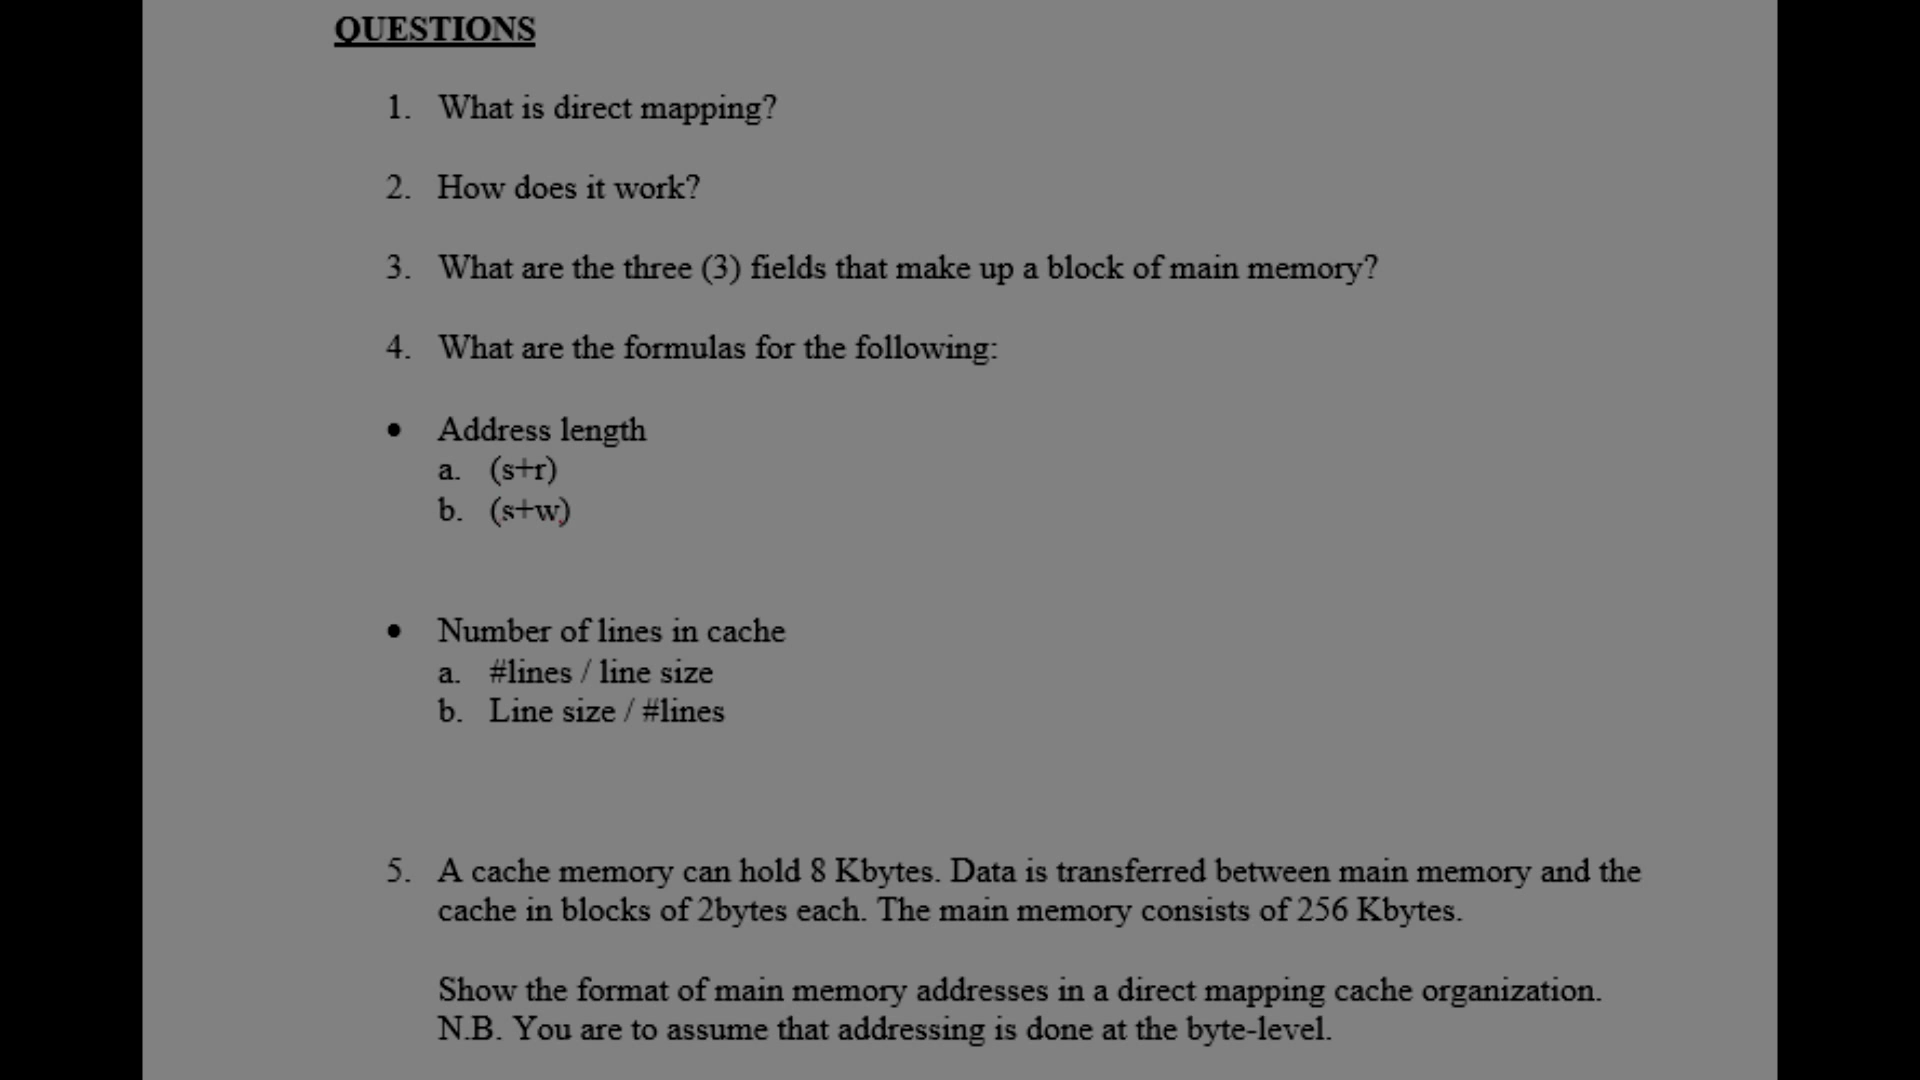 QUESTIONS
1. What is direct mapping?
2. How does it work?
3. What are the three (3) fields that make up a block of main memory?
4. What are the formulas for the following:
• Address length
a. (s+r)
b. (s+w)
• Number of lines in cache
a. #lines / line size
b. Line size / #lines
5. A cache memory can hold 8 Kbytes. Data is transferred between main memory and the
cache in blocks of 2bytes each. The main memory consists of 256 Kbytes.
Show the format of main memory addresses in a direct mapping cache organization.
N.B. You are to assume that addressing is done at the byte-level.